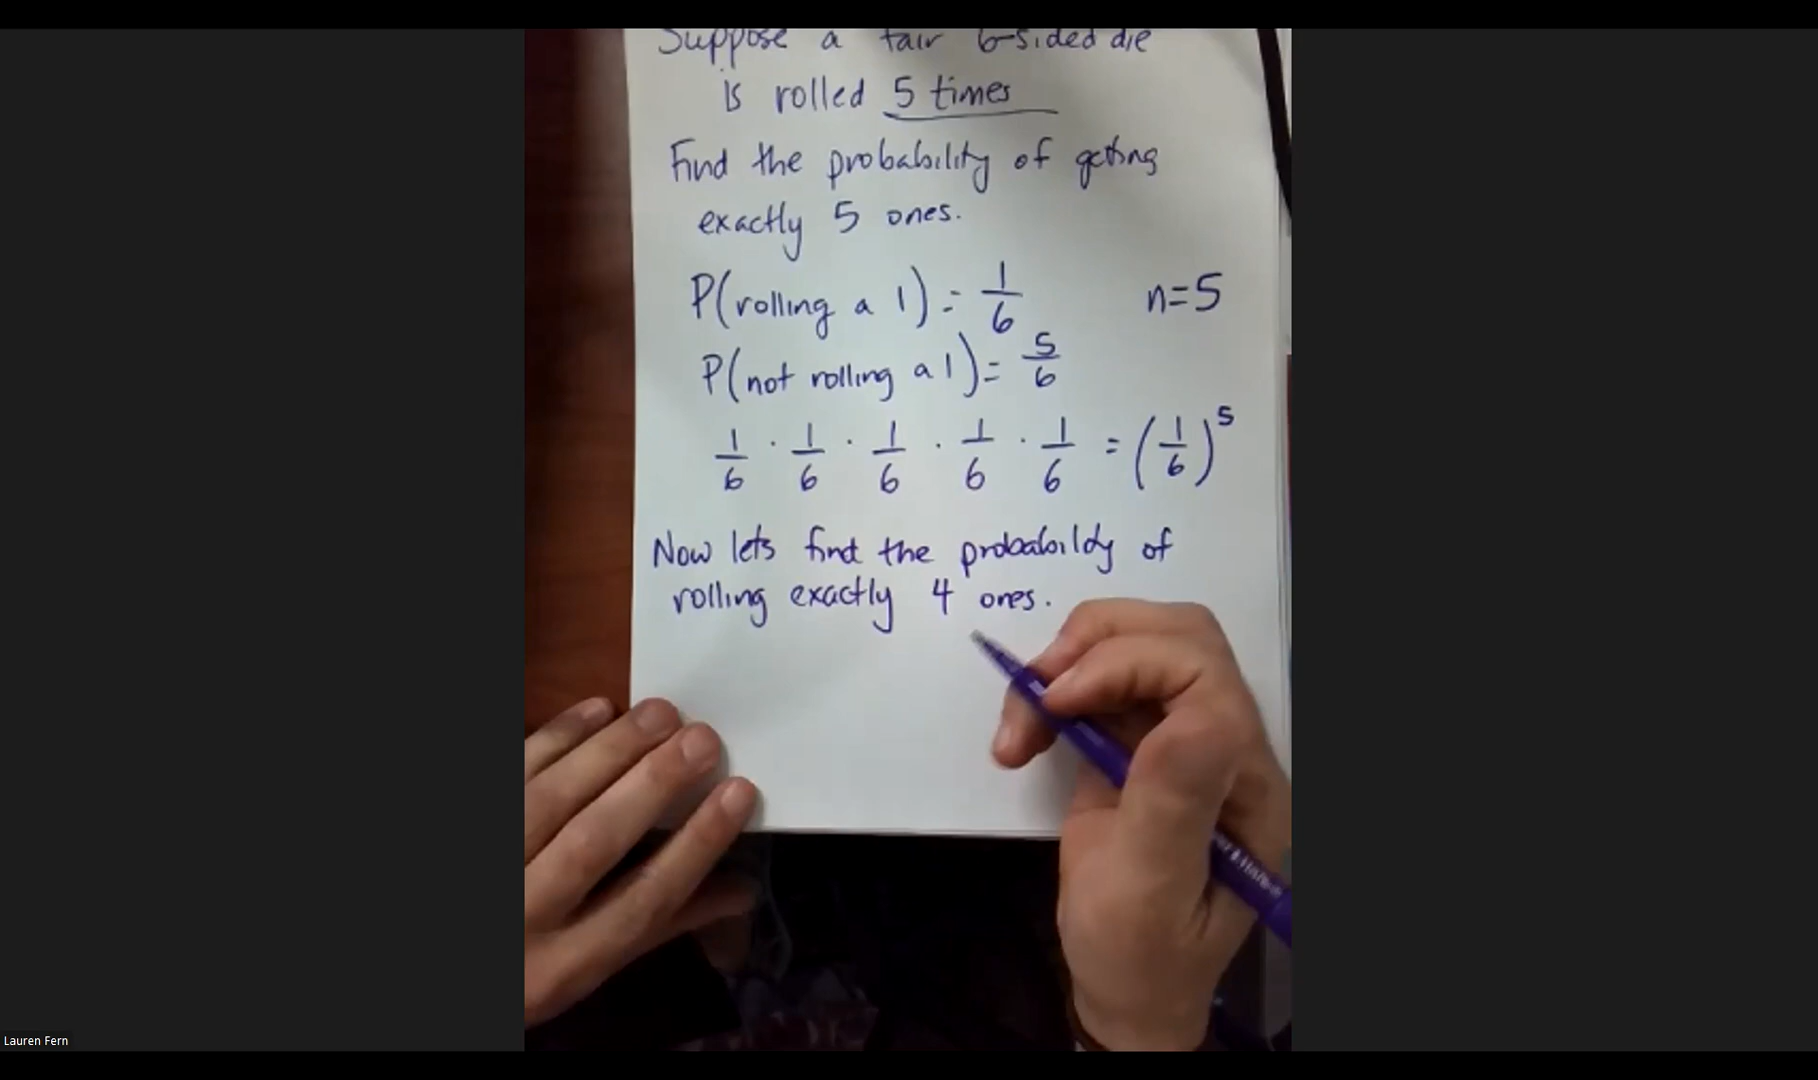 Suppose a fair 6-sided die
is rolled 5 times
Find the probability of getting
exactly 5 ones.
P(rolling a 1) = 1/6 n=5
P(not rolling a 1) = 5/6
1/6 · 1/6 · 1/6 · 1/6 · 1/6 = (1/6)^5
Now lets find the probability of
rolling exactly 4 ones.
Lauren Fern